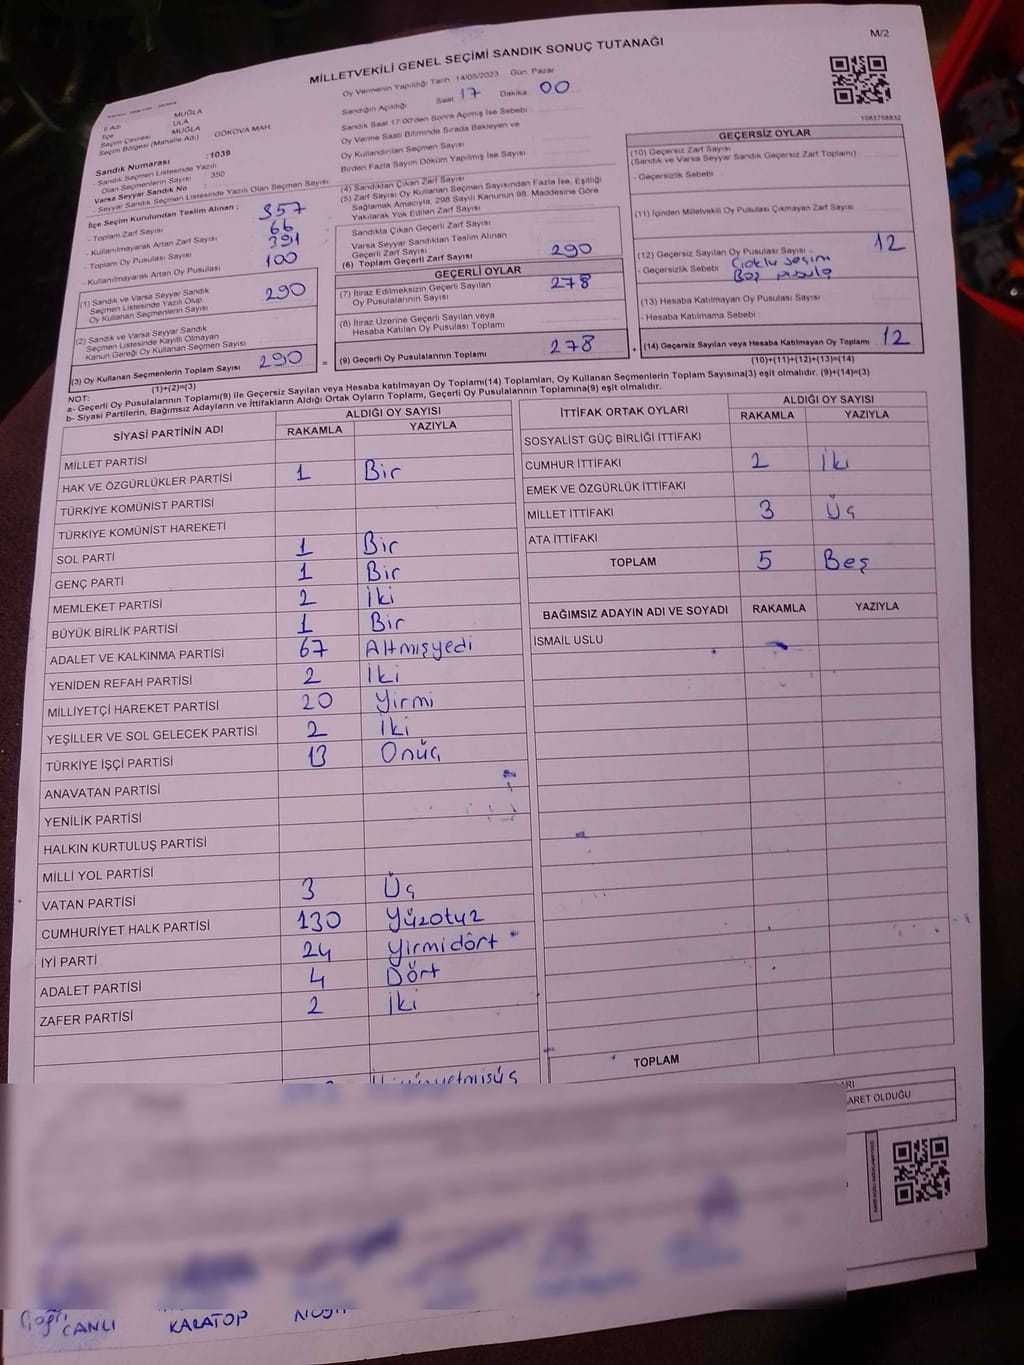 M/2
MİLLETVEKİLİ GENEL SEÇİMİ SANDIK SONUÇ TUTANAĞI
Oy Vermenin Yapıldığı Tarih 14/05/2023 Gün: Pazar
Sandığın Açıldığı Saat 17 Dakika 00
Sandık Saat 17:00'den Sonra Açımış İse Sebebi
Oy Verme Saati Bitiminde Sırada Bekleyen ve
Oy Kullandırılan Seçmen Sayısı
Birden Fazla Sayım Döküm Yapılmış İse Sayısı
İl Adı MUĞLA
İlçe ULA
Seçim Çevresi MUĞLA
Seçim Bölgesi (Mahalle Adı) GÖKOVA MAH.
Sandık Numarası : 1039
- Sandık Seçmen Listesinde Yazılı
Olan Seçmenlerin Sayısı : 350
Varsa Seyyar Sandık No
- Seyyar Sandık Seçmen Listesinde Yazılı Olan Seçmen Sayısı
İlçe Seçim Kurulundan Teslim Alınan ;
- Toplam Zarf Sayısı 357
- Kullanılmayarak Artan Zarf Sayısı 66
- Toplam Oy Pusulası Sayısı 391
- Kullanılmayarak Artan Oy Pusulası 100
(1) Sandık ve Varsa Seyyar Sandık
Seçmen Listesinde Yazılı Olup
Oy Kullanan Seçmenlerin Sayısı 290
(2) Sandık ve Varsa Seyyar Sandık
Seçmen Listesinde Kayıtlı Olmayan
Kanun Gereği Oy Kullanan Seçmen Sayısı
(3) Oy Kullanan Seçmenlerin Toplam Sayısı 290
(1)+(2)=(3)
(4) Sandıktan Çıkan Zarf Sayısı
(5) Zarf Sayısı Oy Kullanan Seçmen Sayısından Fazla İse, Eşitliği
Sağlamak Amacıyla, 298 Sayılı Kanunun 98. Maddesine Göre
Yakılarak Yok Edilen Zarf Sayısı
Sandıkta Çıkan Geçerli Zarf Sayısı
Varsa Seyyar Sandıktan Teslim Alınan
Geçerli Zarf Sayısı
(6) Toplam Geçerli Zarf Sayısı 290
GEÇERLİ OYLAR
(7) İtiraz Edilmeksizin Geçerli Sayılan
Oy Pusulalarının Sayısı 278
(8) İtiraz Üzerine Geçerli Sayılan veya
Hesaba Katılan Oy Pusulası Toplamı
= (9) Geçerli Oy Pusulalarının Toplamı 278
1083758832
GEÇERSİZ OYLAR
(10) Geçersiz Zarf Sayısı
(Sandık ve Varsa Seyyar Sandık Geçersiz Zarf Toplamı)
- Geçersizlik Sebebi
(11) İçinden Milletvekili Oy Pusulası Çıkmayan Zarf Sayısı
(12) Geçersiz Sayılan Oy Pusulası Sayısı 12
- Geçersizlik Sebebi Çoklu Seçim
Boş pusula
(13) Hesaba Katılmayan Oy Pusulası Sayısı
- Hesaba Katılmama Sebebi
+ (14) Geçersiz Sayılan veya Hesaba Katılmayan Oy Toplamı 12
(10)+(11)+(12)+(13)=(14)
NOT:
a- Geçerli Oy Pusulalarının Toplamı(9) ile Geçersiz Sayılan veya Hesaba katılmayan Oy Toplamı(14) Toplamları, Oy Kullanan Seçmenlerin Toplam Sayısına(3) eşit olmalıdır. (9)+(14)=(3)
b- Siyasi Partilerin, Bağımsız Adayların ve İttifakların Aldığı Ortak Oyların Toplamı, Geçerli Oy Pusulalarının Toplamına(9) eşit olmalıdır.
SİYASİ PARTİNİN ADI ALDIĞI OY SAYISI
RAKAMLA YAZIYLA
MİLLET PARTİSİ
HAK VE ÖZGÜRLÜKLER PARTİSİ 1 Bir
TÜRKİYE KOMÜNİST PARTİSİ
TÜRKİYE KOMÜNİST HAREKETİ
SOL PARTİ 1 Bir
GENÇ PARTİ 1 Bir
MEMLEKET PARTİSİ 2 İki
BÜYÜK BİRLİK PARTİSİ 1 Bir
ADALET VE KALKINMA PARTİSİ 67 Altmışyedi
YENİDEN REFAH PARTİSİ 2 İki
MİLLİYETÇİ HAREKET PARTİSİ 20 Yirmi
YEŞİLLER VE SOL GELECEK PARTİSİ 2 İki
TÜRKİYE İŞÇİ PARTİSİ 13 Onüç
ANAVATAN PARTİSİ
YENİLİK PARTİSİ
HALKIN KURTULUŞ PARTİSİ
MİLLİ YOL PARTİSİ
VATAN PARTİSİ 3 Üç
CUMHURİYET HALK PARTİSİ 130 Yüzotuz
İYİ PARTİ 24 Yirmidört
ADALET PARTİSİ 4 Dört
ZAFER PARTİSİ 2 İki
İTTİFAK ORTAK OYLARI ALDIĞI OY SAYISI
RAKAMLA YAZIYLA
SOSYALİST GÜÇ BİRLİĞİ İTTİFAKI
CUMHUR İTTİFAKI 2 İki
EMEK VE ÖZGÜRLÜK İTTİFAKI
MİLLET İTTİFAKI 3 Üç
ATA İTTİFAKI
TOPLAM 5 Beş
BAĞIMSIZ ADAYIN ADI VE SOYADI RAKAMLA YAZIYLA
İSMAİL USLU
TOPLAM
ARET OLDUĞU
Çağrı
CANLI
KARATOP